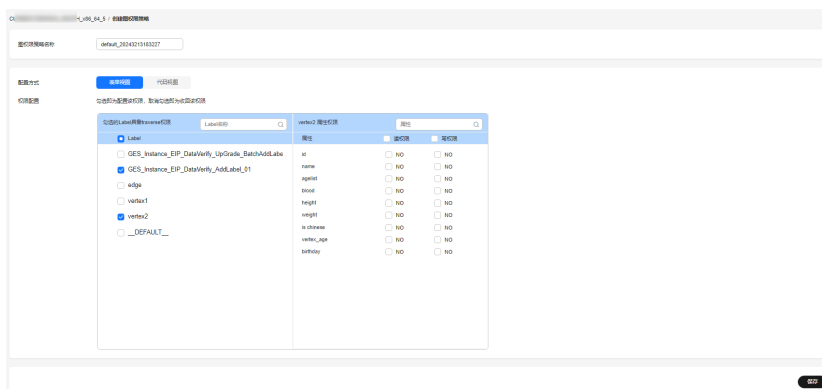 _x86_64_5 / 创建图权限策略
图权限策略名称
default_20243213103227
配置方式
表单视图 代码视图
权限配置
勾选即为配置该权限，取消勾选即为收回该权限
勾选的Label具备traverse权限
Label名称
Label
GES_Instance_EIP_DataVerify_UpGrade_BatchAddLabe
GES_Instance_EIP_DataVerify_AddLabel_01
edge
vertex1
vertex2
__DEFAULT__
vertex2 属性权限
属性
属性 读权限 写权限
id NO NO
name NO NO
agelist NO NO
blood NO NO
height NO NO
weight NO NO
is chinese NO NO
vertex_age NO NO
birthday NO NO
保存